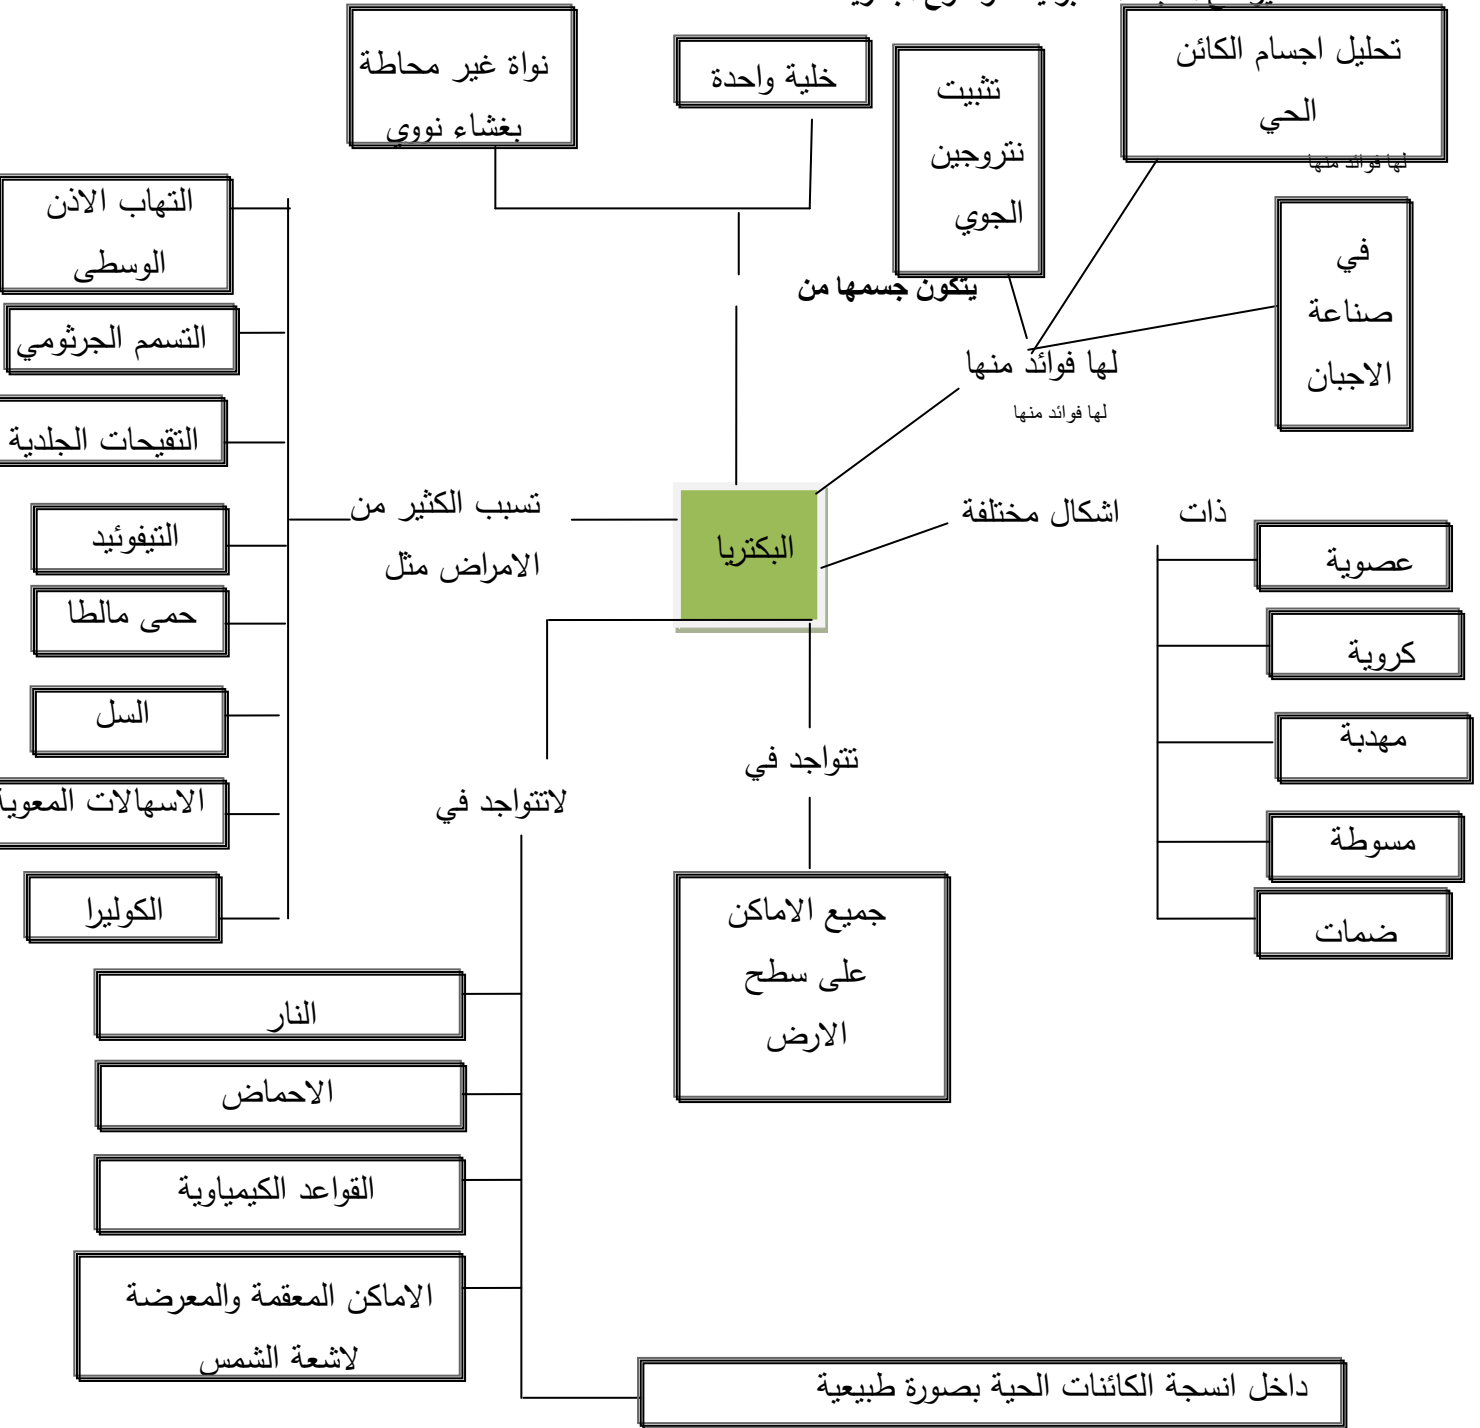 نواة غير محاطة
بغشاء نووي
خلية واحدة
تثبيت
نتروجين
الجوي
تحليل اجسام الكائن
الحي
لها فوائد منها
في
صناعة
الاجبان
يتكون جسمها من
لها فوائد منها
لها فوائد منها
التهاب الاذن
الوسطى
التسمم الجرثومي
التقيحات الجلدية
التيفوئيد
حمى مالطا
السل
الاسهالات المعوية
الكوليرا
تسبب الكثير من
الامراض مثل
البكتريا
ذات اشكال مختلفة
عصوية
كروية
مهدبة
مسوطة
ضمات
تتواجد في
جميع الاماكن
على سطح
الارض
لاتتواجد في
النار
الاحماض
القواعد الكيمياوية
الاماكن المعقمة والمعرضة
لاشعة الشمس
داخل انسجة الكائنات الحية بصورة طبيعية